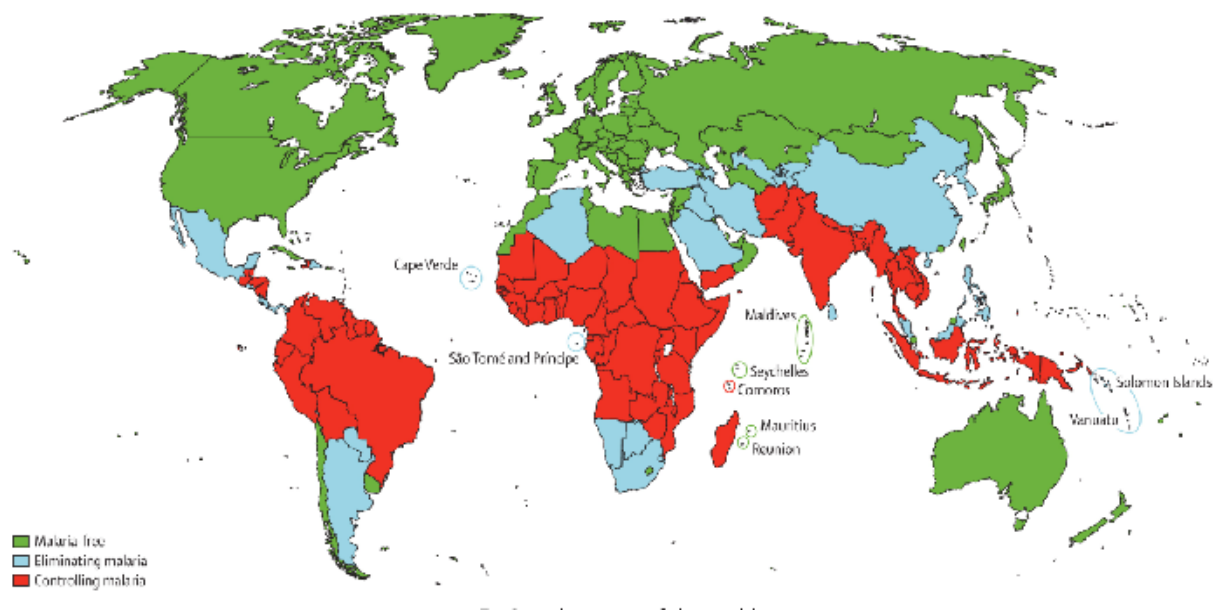 Cape Verde
Maldives
São Tomé and Príncipe
Seychelles
Comoros
Solomon Islands
Vanuatu
Mauritius
Reunion
Malaria-free
Eliminating malaria
Controlling malaria